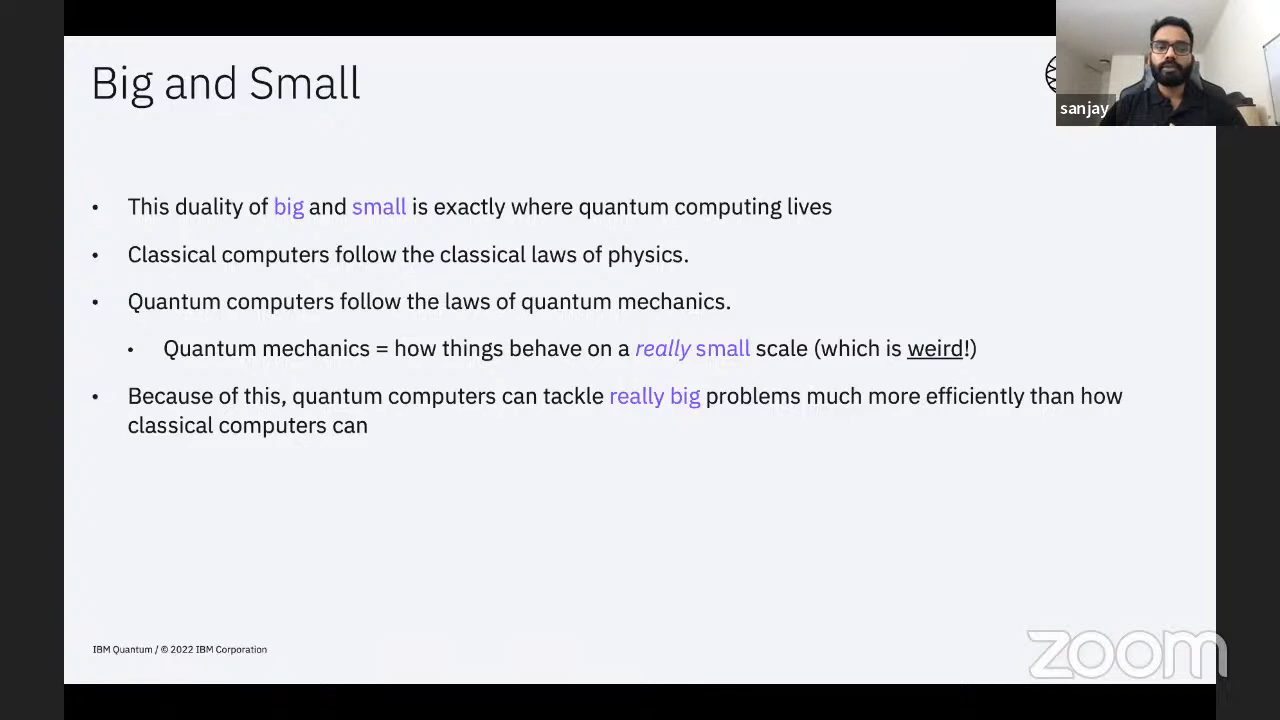 Big and Small
sanjay
• This duality of big and small is exactly where quantum computing lives
• Classical computers follow the classical laws of physics.
• Quantum computers follow the laws of quantum mechanics.
• Quantum mechanics = how things behave on a really small scale (which is weird!)
• Because of this, quantum computers can tackle really big problems much more efficiently than how
classical computers can
IBM Quantum / © 2022 IBM Corporation
zoom